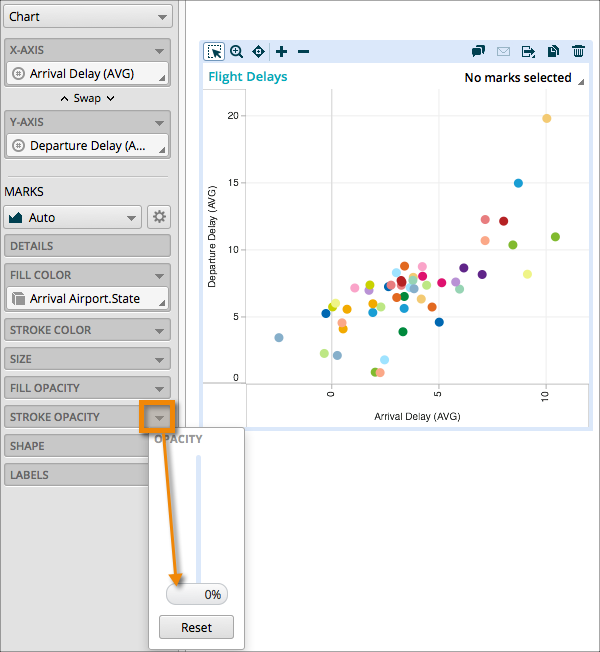 Chart
X-AXIS
Arrival Delay (AVG)
Swap
Y-AXIS
Departure Delay (A...
MARKS
Auto
DETAILS
FILL COLOR
Arrival Airport.State
STROKE COLOR
SIZE
FILL OPACITY
STROKE OPACITY
SHAPE
LABELS
OPACITY
0%
Reset
Flight Delays
No marks selected
Departure Delay (AVG)
20
15
10
5
0
0
5
10
Arrival Delay (AVG)